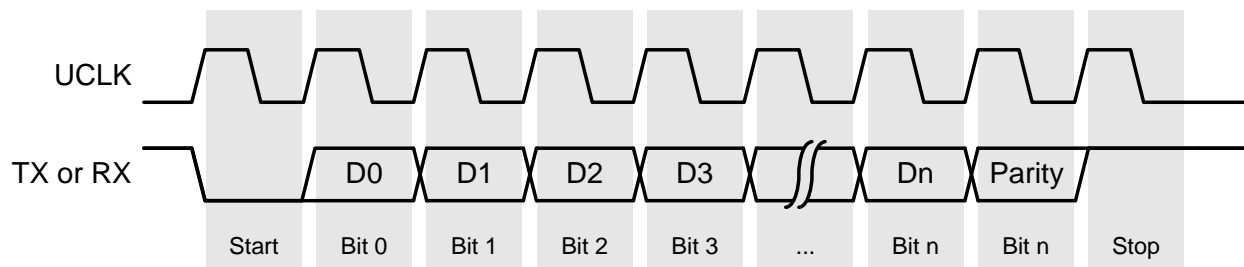 UCLK
TX or RX D0 D1 D2 D3 Dn Parity
Start Bit 0 Bit 1 Bit 2 Bit 3 ... Bit n Bit n Stop